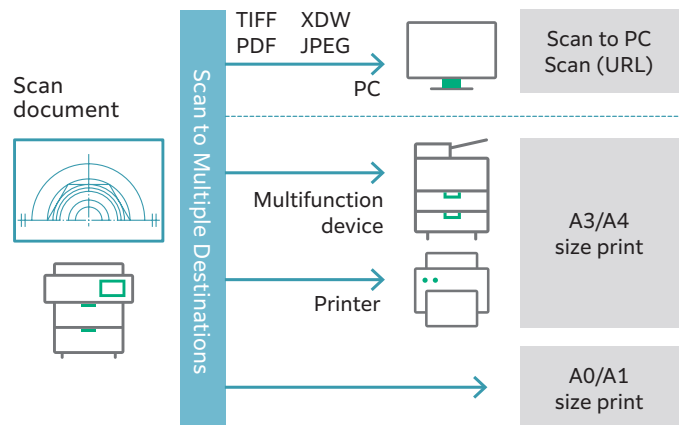 Scan
document
Scan to Multiple Destinations
TIFF XDW
PDF JPEG
PC
Scan to PC
Scan (URL)
Multifunction
device
Printer
A3/A4
size print
A0/A1
size print